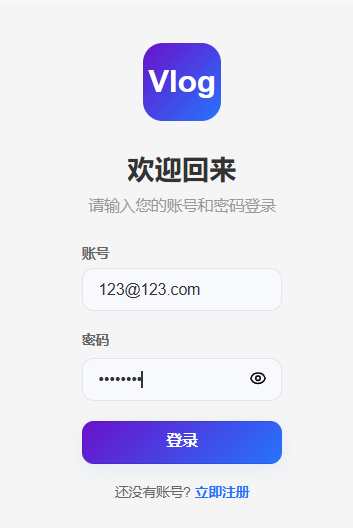 Vlog
欢迎回来
请输入您的账号和密码登录
账号
123@123.com
密码
••••••••
登录
还没有账号? 立即注册